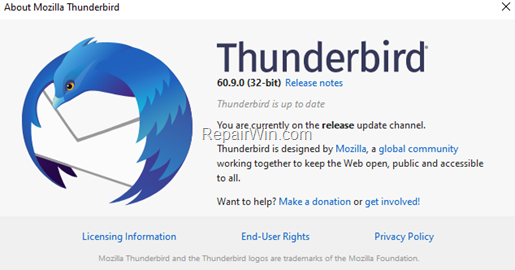 About Mozilla Thunderbird
Thunderbird
60.9.0 (32-bit) Release notes
Thunderbird is up to date
You are currently on the release update channel.
RepairWin.com
Thunderbird is designed by Mozilla, a global community
working together to keep the Web open, public and accessible
to all.
Want to help? Make a donation or get involved!
Licensing Information End-User Rights Privacy Policy
Mozilla Thunderbird and the Thunderbird logos are trademarks of the Mozilla Foundation.